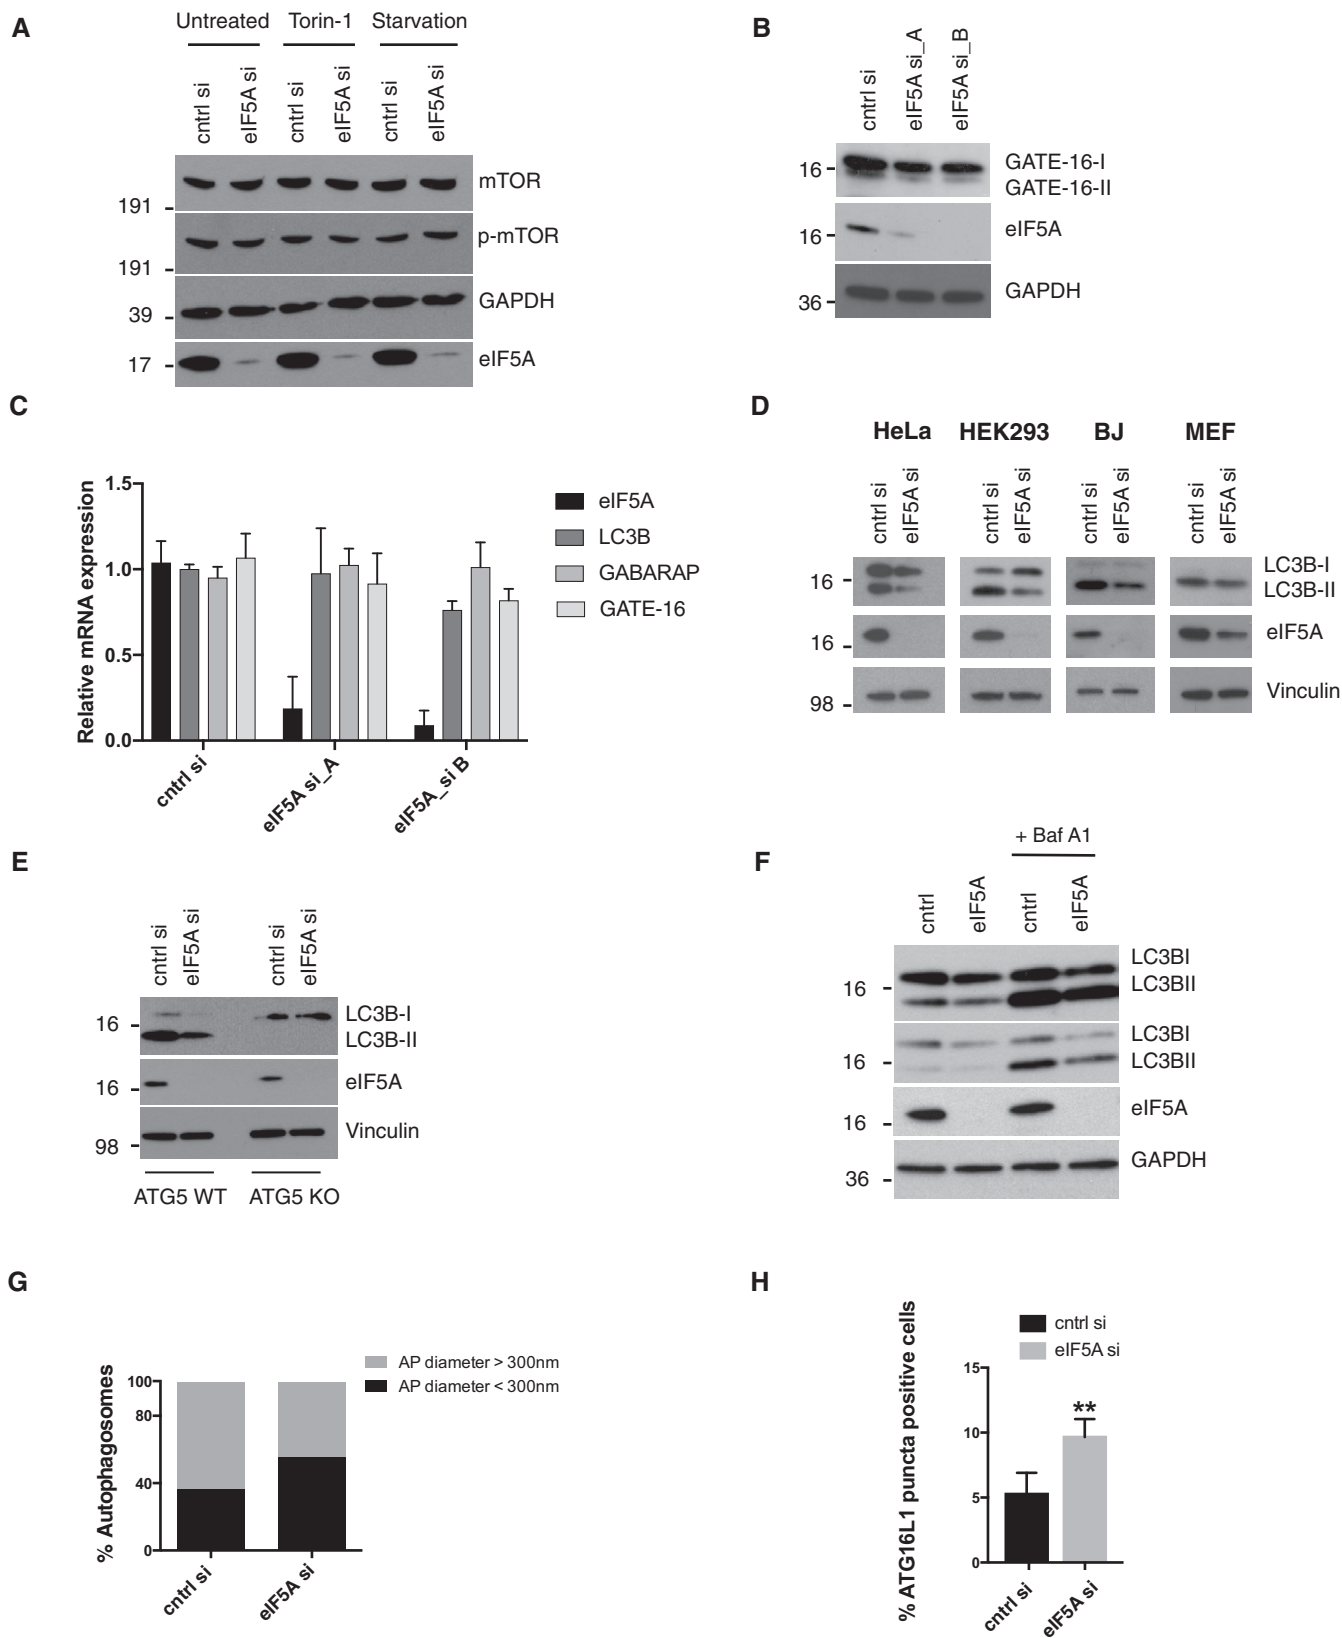 A
Untreated Torin-1 Starvation
cntrl si
eIF5A si
cntrl si
eIF5A si
cntrl si
eIF5A si
mTOR
191
p-mTOR
191
GAPDH
39
17
eIF5A
B
cntrl si
eIF5A si_A
eIF5A si_B
16
GATE-16-I
GATE-16-II
16
eIF5A
36
GAPDH
C
Relative mRNA expression
1.5
1.0
0.5
0.0
cntrl si
eIF5A si_A
eIF5A_si B
eIF5A
LC3B
GABARAP
GATE-16
D
HeLa HEK293 BJ MEF
cntrl si
eIF5A si
cntrl si
eIF5A si
cntrl si
eIF5A si
cntrl si
eIF5A si
16
LC3B-I
LC3B-II
16
eIF5A
98
Vinculin
E
cntrl si
eIF5A si
cntrl si
eIF5A si
16
LC3B-I
LC3B-II
16
eIF5A
98
Vinculin
ATG5 WT ATG5 KO
F
+ Baf A1
cntrl
eIF5A
cntrl
eIF5A
16
LC3BI
LC3BII
16
LC3BI
LC3BII
16
eIF5A
36
GAPDH
G
% Autophagosomes
100
80
40
0
cntrl si
eIF5A si
AP diameter > 300nm
AP diameter < 300nm
H
% ATG16L1 puncta positive cells
cntrl si
eIF5A si
15
10
5
0
**
cntrl si
eIF5A si